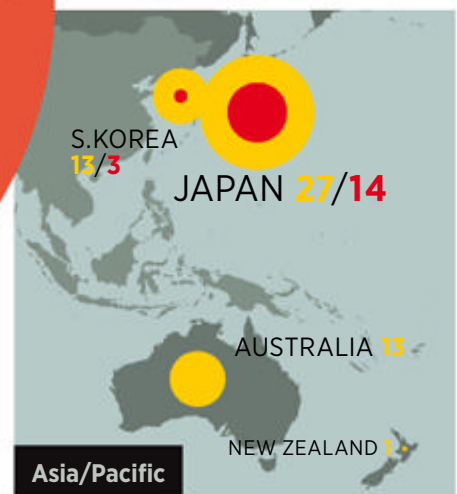 S.KOREA
13/3
JAPAN 27/14
AUSTRALIA 13
NEW ZEALAND 1
Asia/Pacific